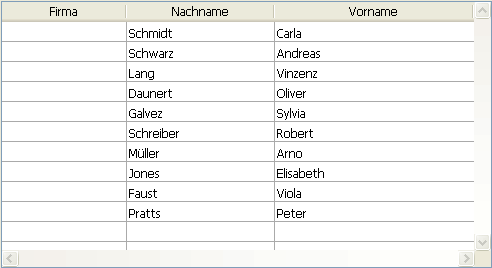 Firma Nachname Vorname
Schmidt Carla
Schwarz Andreas
Lang Vinzenz
Daunert Oliver
Galvez Sylvia
Schreiber Robert
Müller Arno
Jones Elisabeth
Faust Viola
Pratts Peter